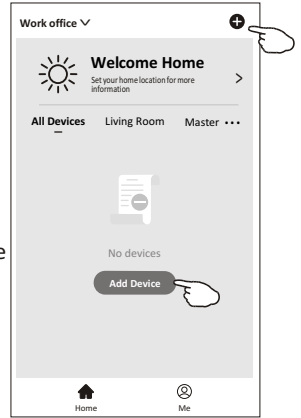 Work office
Welcome Home
Set your home location for more
information
All Devices Living Room Master
No devices
e
Add Device
Home Me